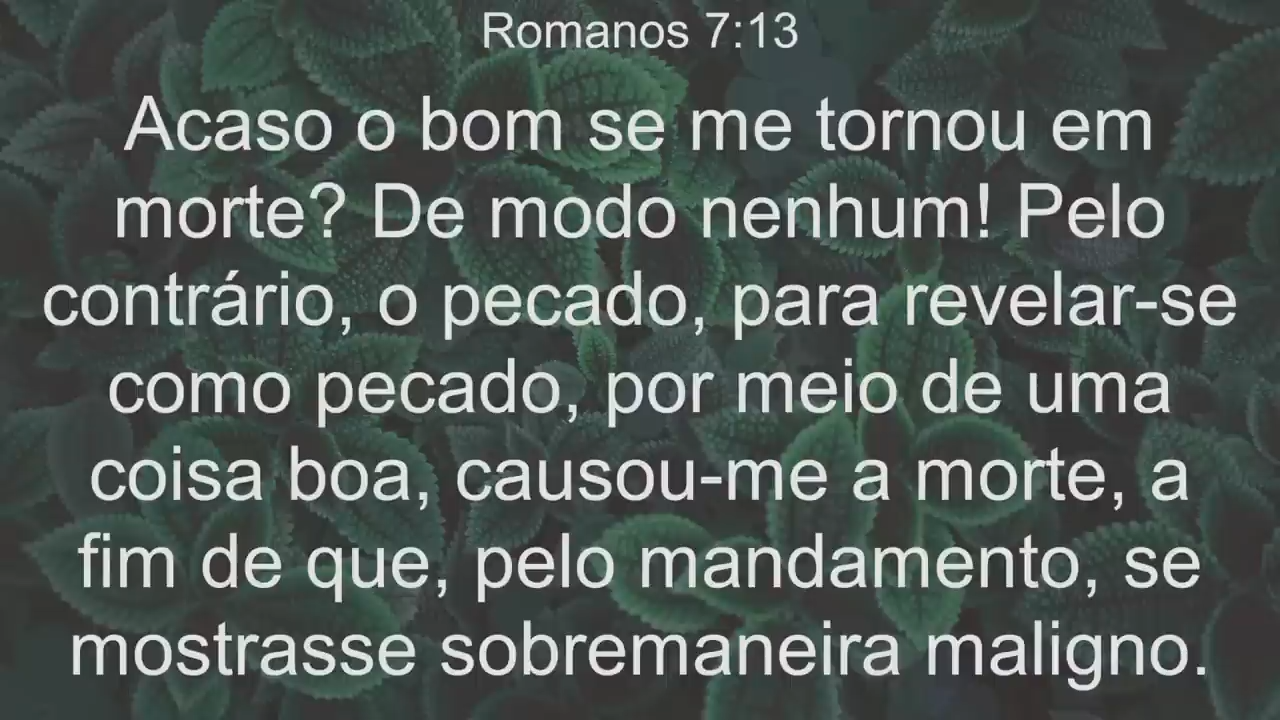 Romanos 7:13
Acaso o bom se me tornou em
morte? De modo nenhum! Pelo
contrário, o pecado, para revelar-se
como pecado, por meio de uma
coisa boa, causou-me a morte, a
fim de que, pelo mandamento, se
mostrasse sobremaneira maligno.